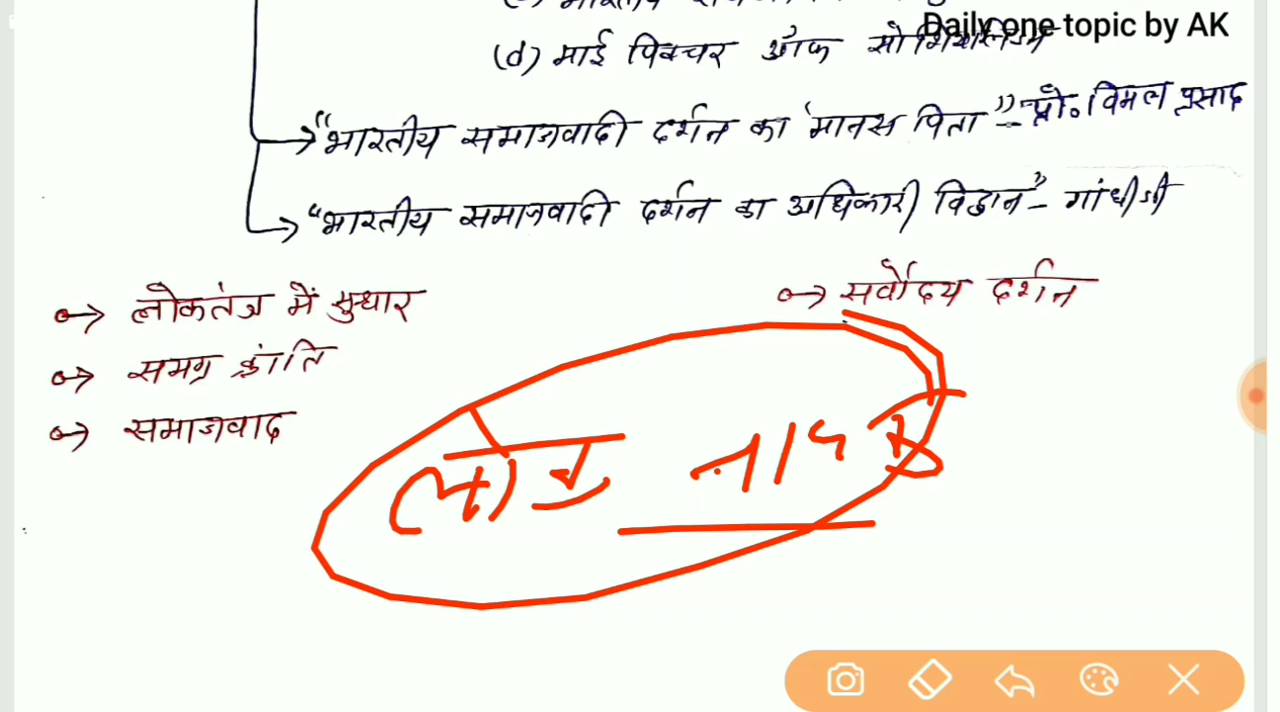 Daily one topic by AK
(d) माई पिक्चर ऑफ सोशियलिज्म
→ "भारतीय समाजवादी दर्शन का 'मानस पिता'" - प्रो. विमल प्रसाद
→ "भारतीय समाजवादी दर्शन का अधिकारी विद्वान" - गांधीजी
→ लोकतंत्र में सुधार
→ सर्वोदय दर्शन
→ समग्र क्रांति
→ समाजवाद
लोक नायक